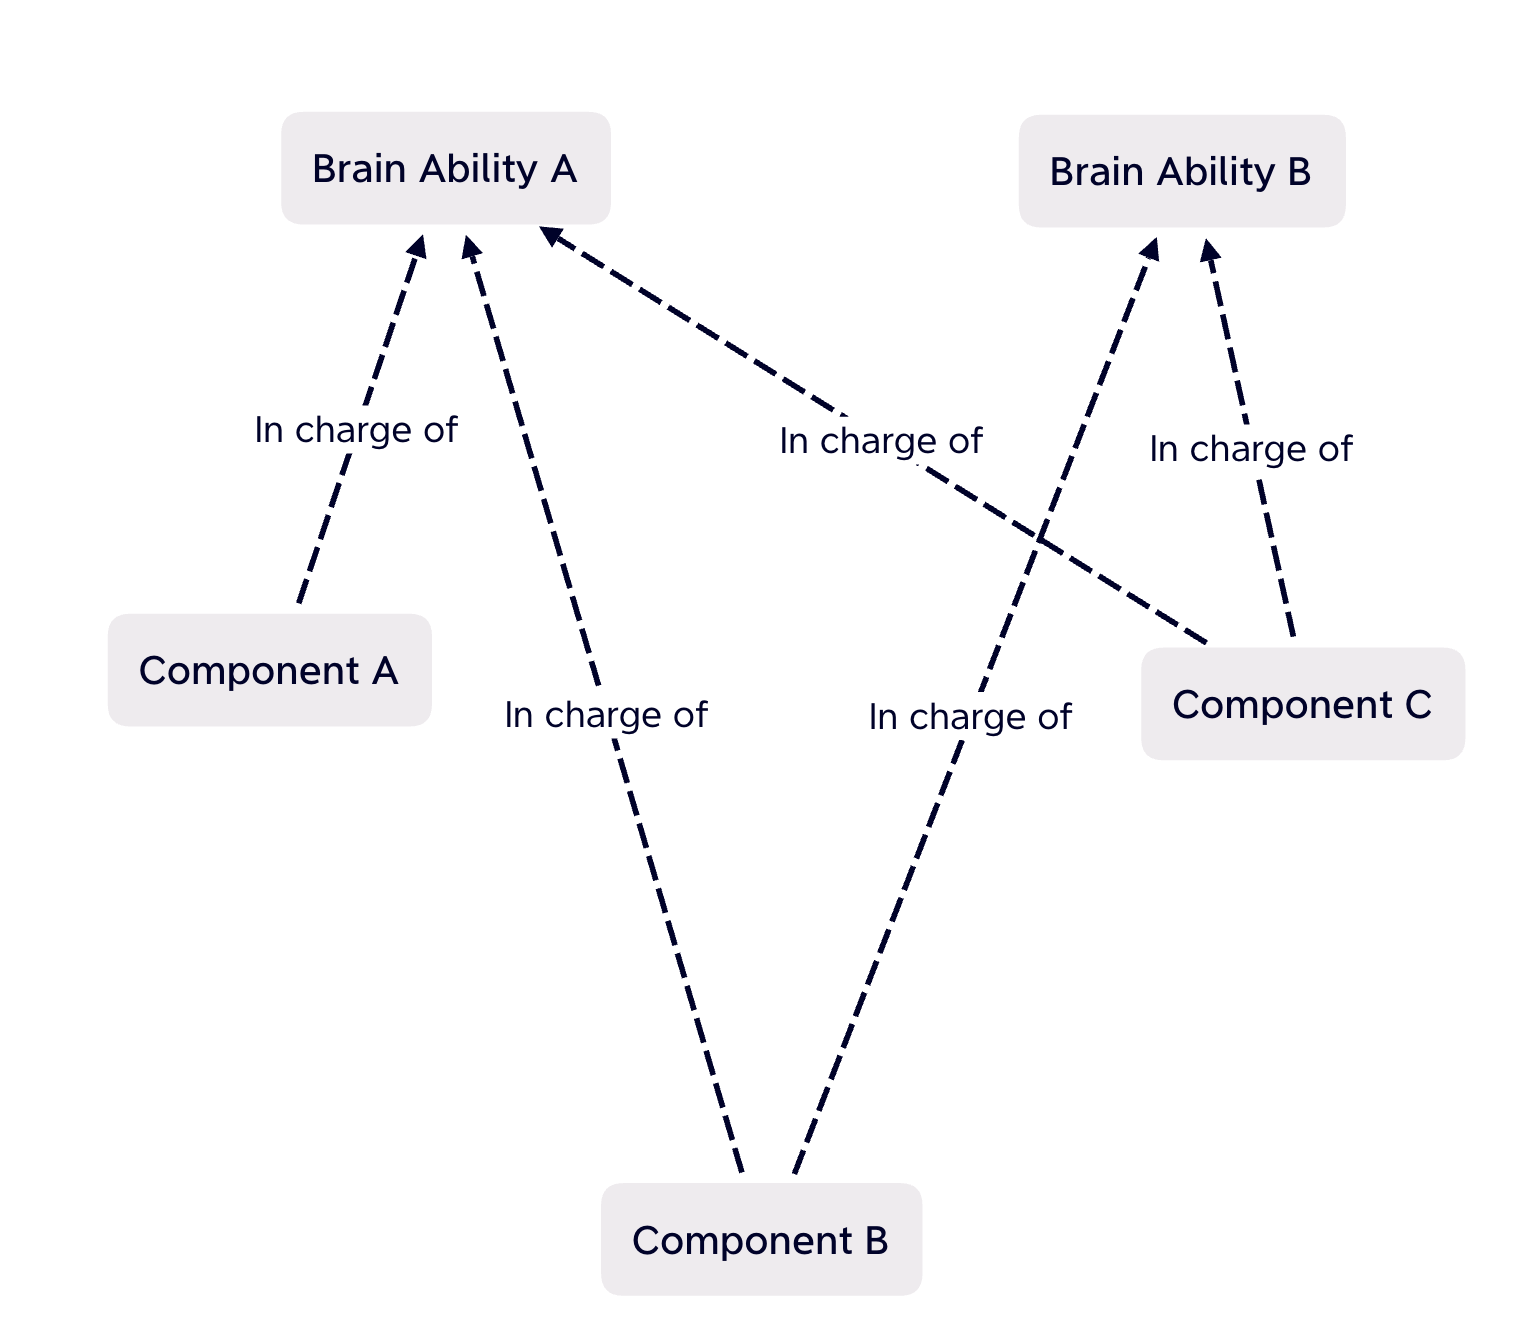 Brain Ability A
Brain Ability B
In charge of
In charge of
In charge of
Component A
Component C
In charge of
In charge of
Component B